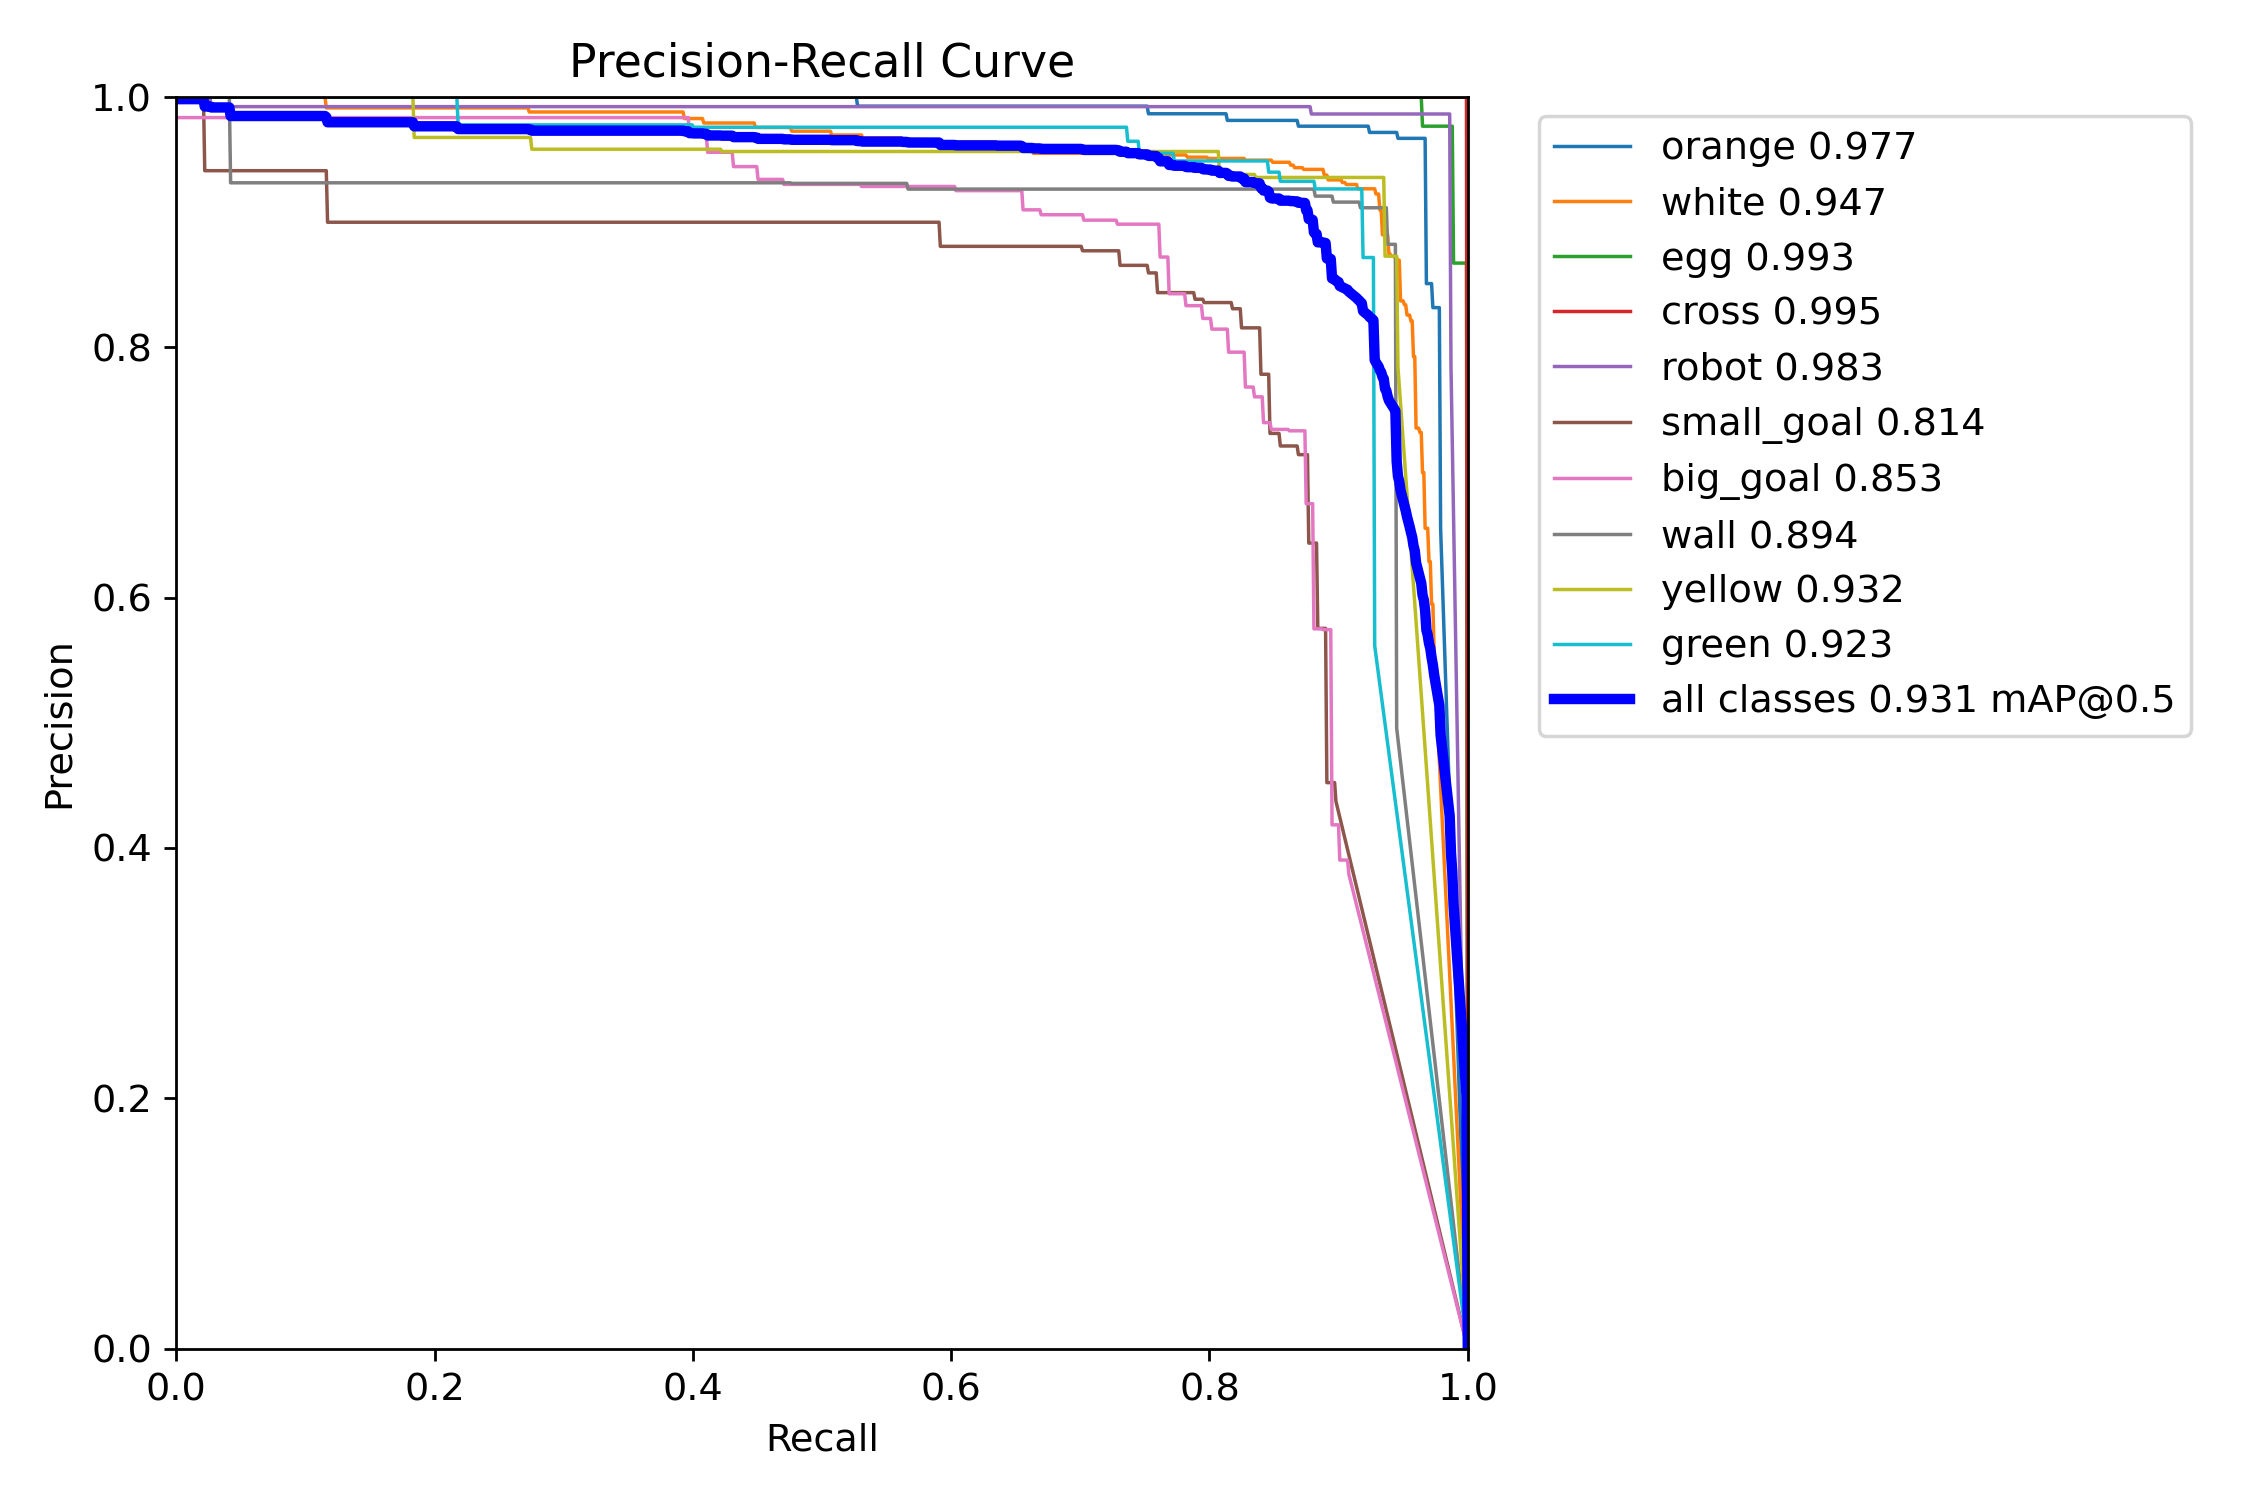 Precision-Recall Curve
1.0
0.8
0.6
0.4
0.2
0.0
Precision
0.0 0.2 0.4 0.6 0.8 1.0
Recall
orange 0.977
white 0.947
egg 0.993
cross 0.995
robot 0.983
small_goal 0.814
big_goal 0.853
wall 0.894
yellow 0.932
green 0.923
all classes 0.931 mAP@0.5